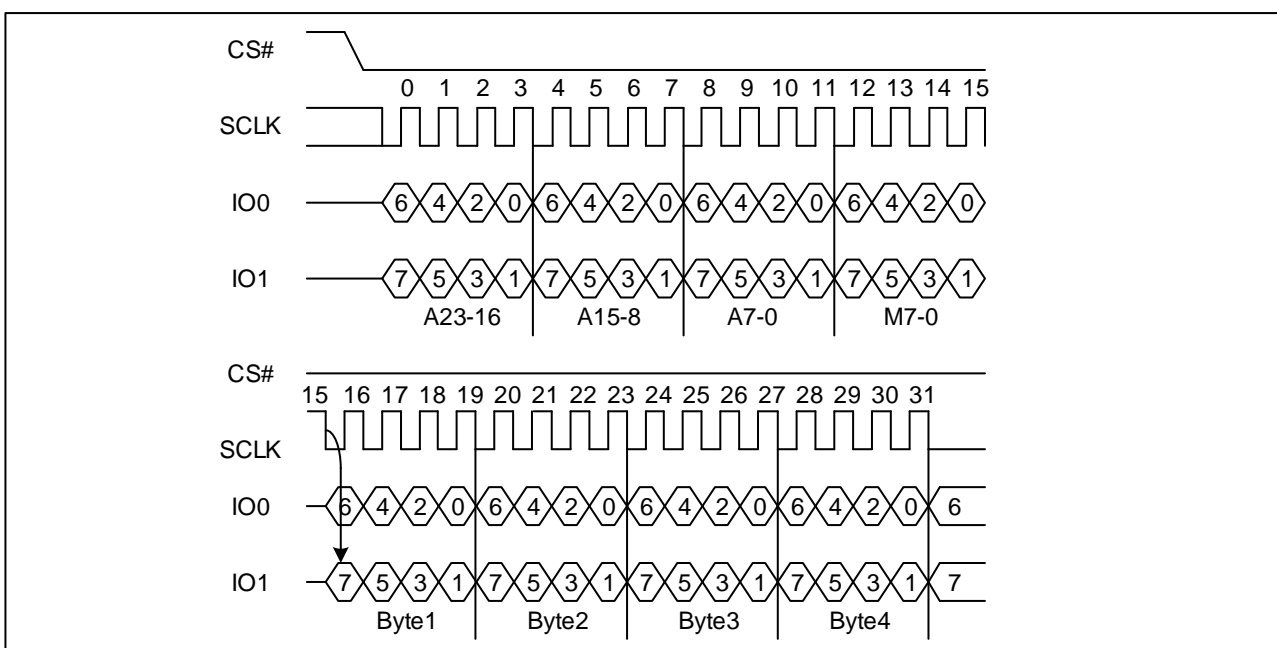 CS#
0 1 2 3 4 5 6 7 8 9 10 11 12 13 14 15
SCLK
IO0 6 4 2 0 6 4 2 0 6 4 2 0 6 4 2 0
IO1 7 5 3 1 7 5 3 1 7 5 3 1 7 5 3 1
A23-16 A15-8 A7-0 M7-0
CS#
15 16 17 18 19 20 21 22 23 24 25 26 27 28 29 30 31
SCLK
IO0 6 4 2 0 6 4 2 0 6 4 2 0 6 4 2 0 6
IO1 7 5 3 1 7 5 3 1 7 5 3 1 7 5 3 1 7
Byte1 Byte2 Byte3 Byte4